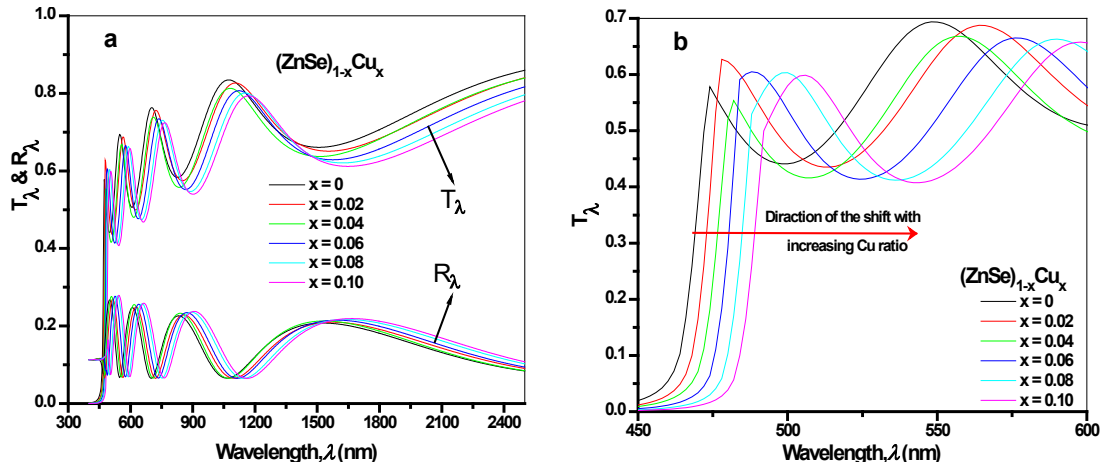 a
(ZnSe)1-xCux
Tλ & Rλ
1.0
0.8
0.6
0.4
0.2
0.0
x = 0
x = 0.02
x = 0.04
x = 0.06
x = 0.08
x = 0.10
Tλ
Rλ
300 600 900 1200 1500 1800 2100 2400
Wavelength, λ (nm)
b
Tλ
0.7
0.6
0.5
0.4
0.3
0.2
0.1
0.0
Direction of the shift with
increasing Cu ratio
(ZnSe)1-xCux
x = 0
x = 0.02
x = 0.04
x = 0.06
x = 0.08
x = 0.10
450 500 550 600
Wavelength, λ (nm)